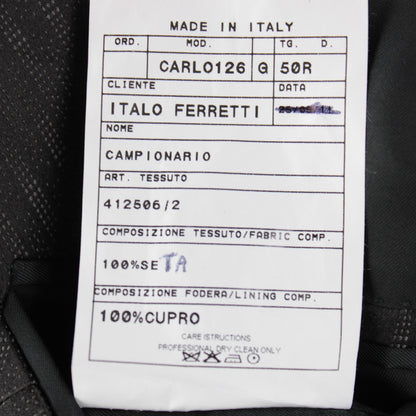 MADE IN ITALY
ORD. MOD. TG. D.
CARLO126 G 50R
CLIENTE DATA
ITALO FERRETTI
NOME
CAMPIONARIO
ART. TESSUTO
412506/2
COMPOSIZIONE TESSUTO/FABRIC COMP.
100%SETA
COMPOSIZIONE FODERA/LINING COMP.
100%CUPRO
CARE ISTRUCTIONS
PROFESSIONAL DRY CLEAN ONLY